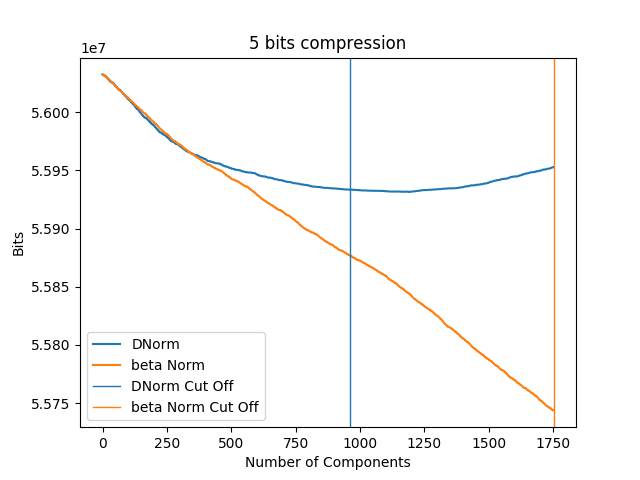 5 bits compression
1e7
5.600
5.595
5.590
5.585
5.580
5.575
Bits
DNorm
beta Norm
DNorm Cut Off
beta Norm Cut Off
0 250 500 750 1000 1250 1500 1750
Number of Components